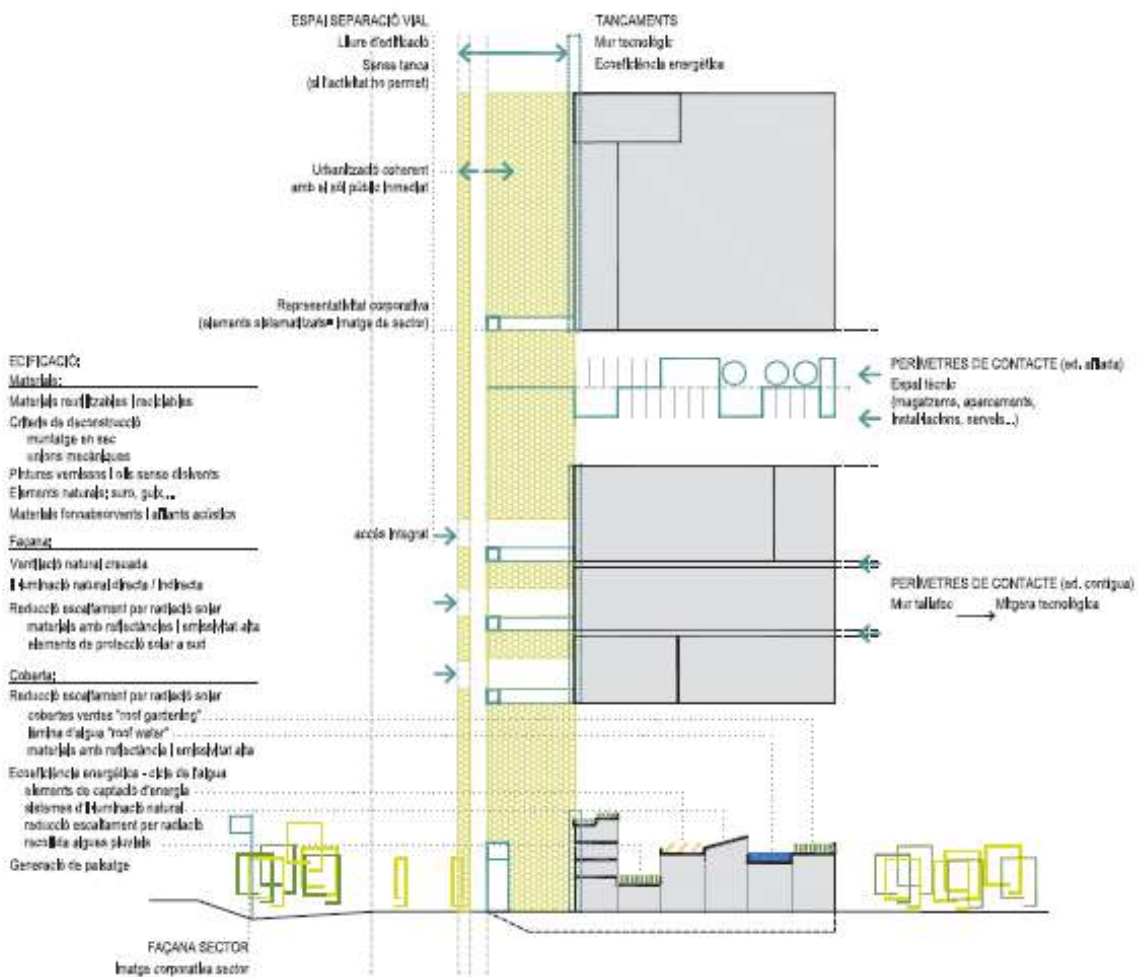 ESPAI SEPARACIÓ VIAL
Lliure d'edificació
Sense tanca
(si l'activitat ho permet)
TANCAMENTS
Mur tecnològic
Ecoeficiència energètica
Urbanització coherent
amb el sòl públic inmediat
Representativitat corporativa
(elements sistematitzats= imatge de sector)
ECIFICACIÓ:
Materials:
Materials reutilitzables i reciclables
Criteris de deconstrucció
muntatge en sec
unions mecàniques
Pintures vernissos i olis sense disolvents
Elements naturals: suro, guix,...
Materials fonoabsorvents i aïllants acústics
Façana:
Ventilació natural creuada
Il·luminació natural directa / indirecta
Reducció escalfament per radiació solar
materials amb reflectàncies i emissivitat alta
elements de protecció solar a sud
Coberta:
Reducció escalfament per radiació solar
cobertes verdes "roof gardening"
làmina d'aigua "roof water"
materials amb reflectància i emissivitat alta
Ecoeficiència energètica - cicle de l'aigua
elements de captació d'energia
sistemes d'il·luminació natural
reducció escalfament per radiació
recollida aigües pluvials
Generació de paisatge
accés integrat
PERÍMETRES DE CONTACTE (ed. aïllada)
Espai tècnic
(magatzems, aparcaments,
instal·lacions, serveis...)
PERÍMETRES DE CONTACTE (ed. contigua)
Mur tallafoc
Mitgera tecnològica
FAÇANA SECTOR
Imatge corporativa sector